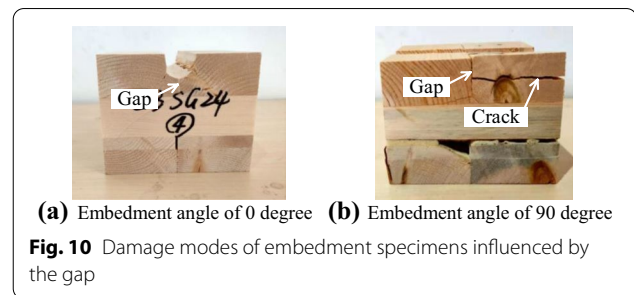 Gap
SG24
④
Gap
Crack
(a) Embedment angle of 0 degree (b) Embedment angle of 90 degree
Fig. 10 Damage modes of embedment specimens influenced by
the gap